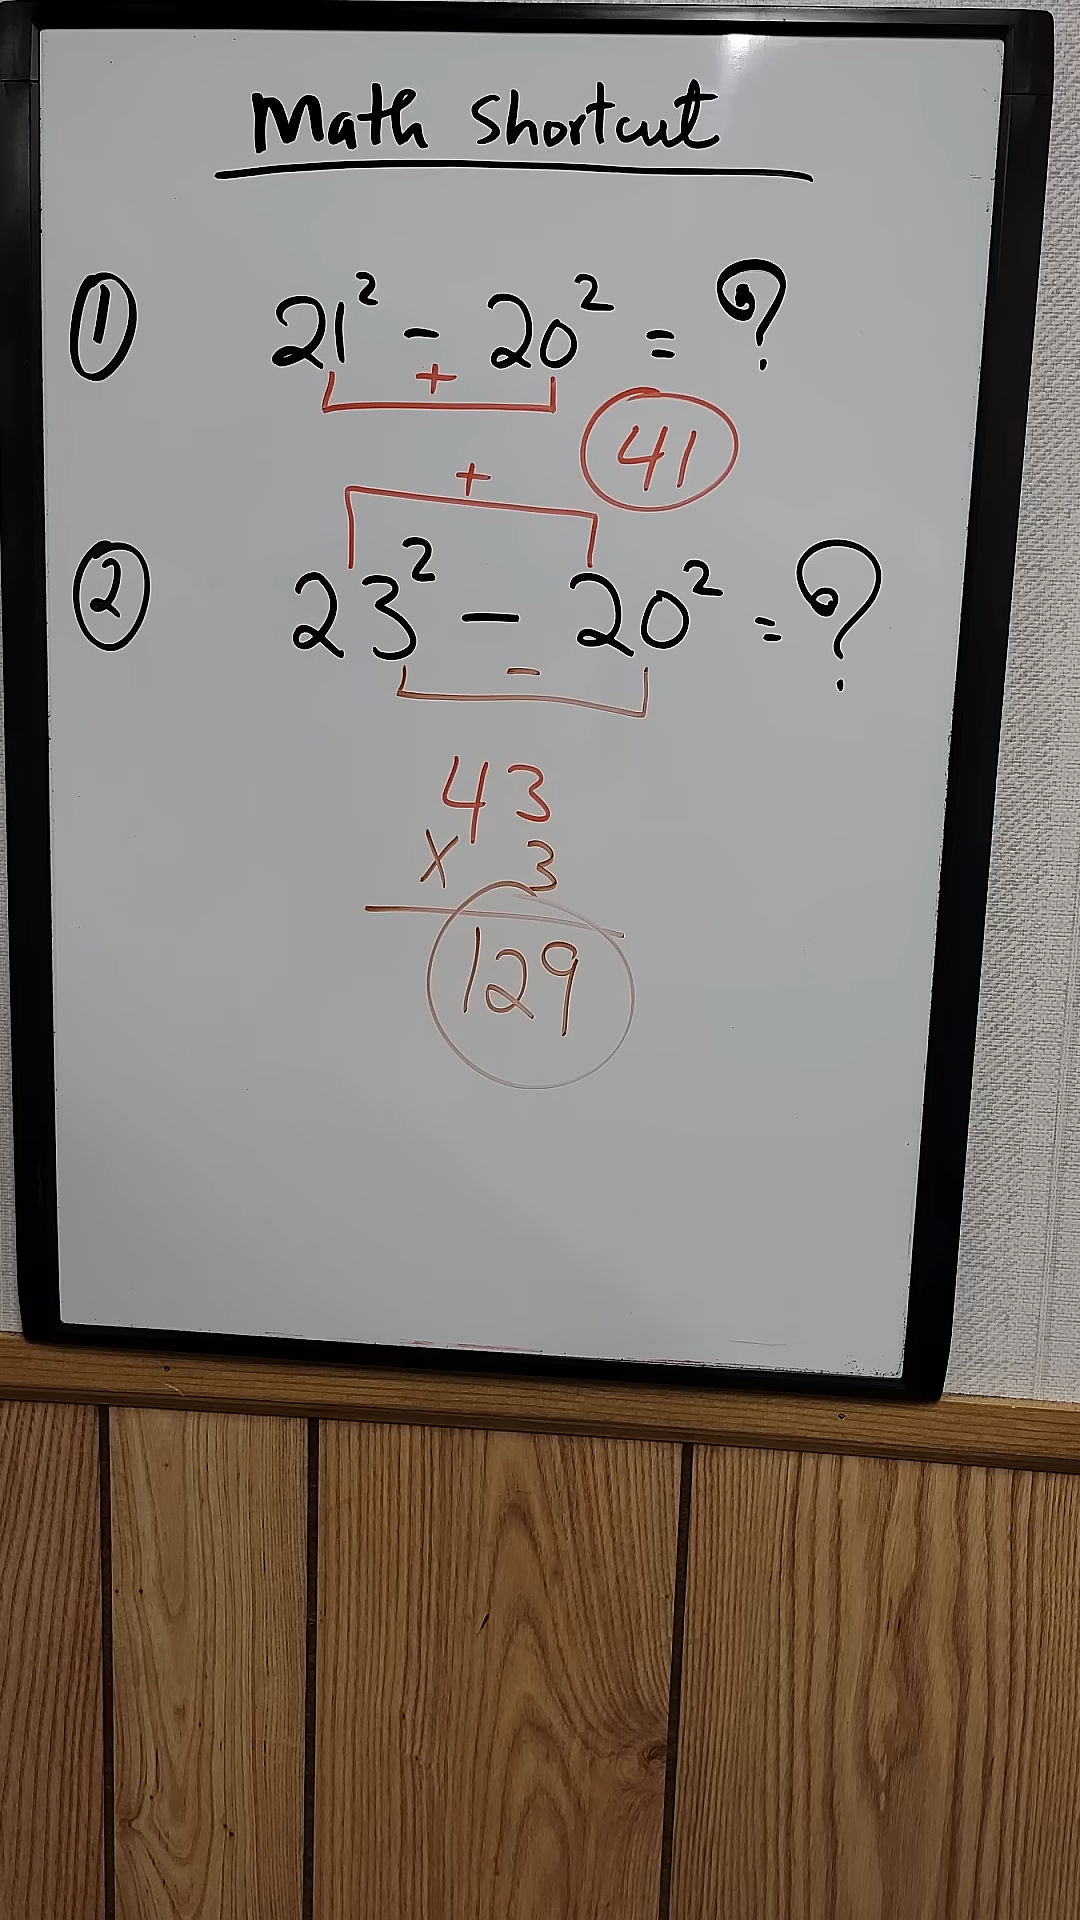 Math Shortcut
① 21² - 20² = ?
+
41
+
② 23² - 20² = ?
-
43
x 3
129